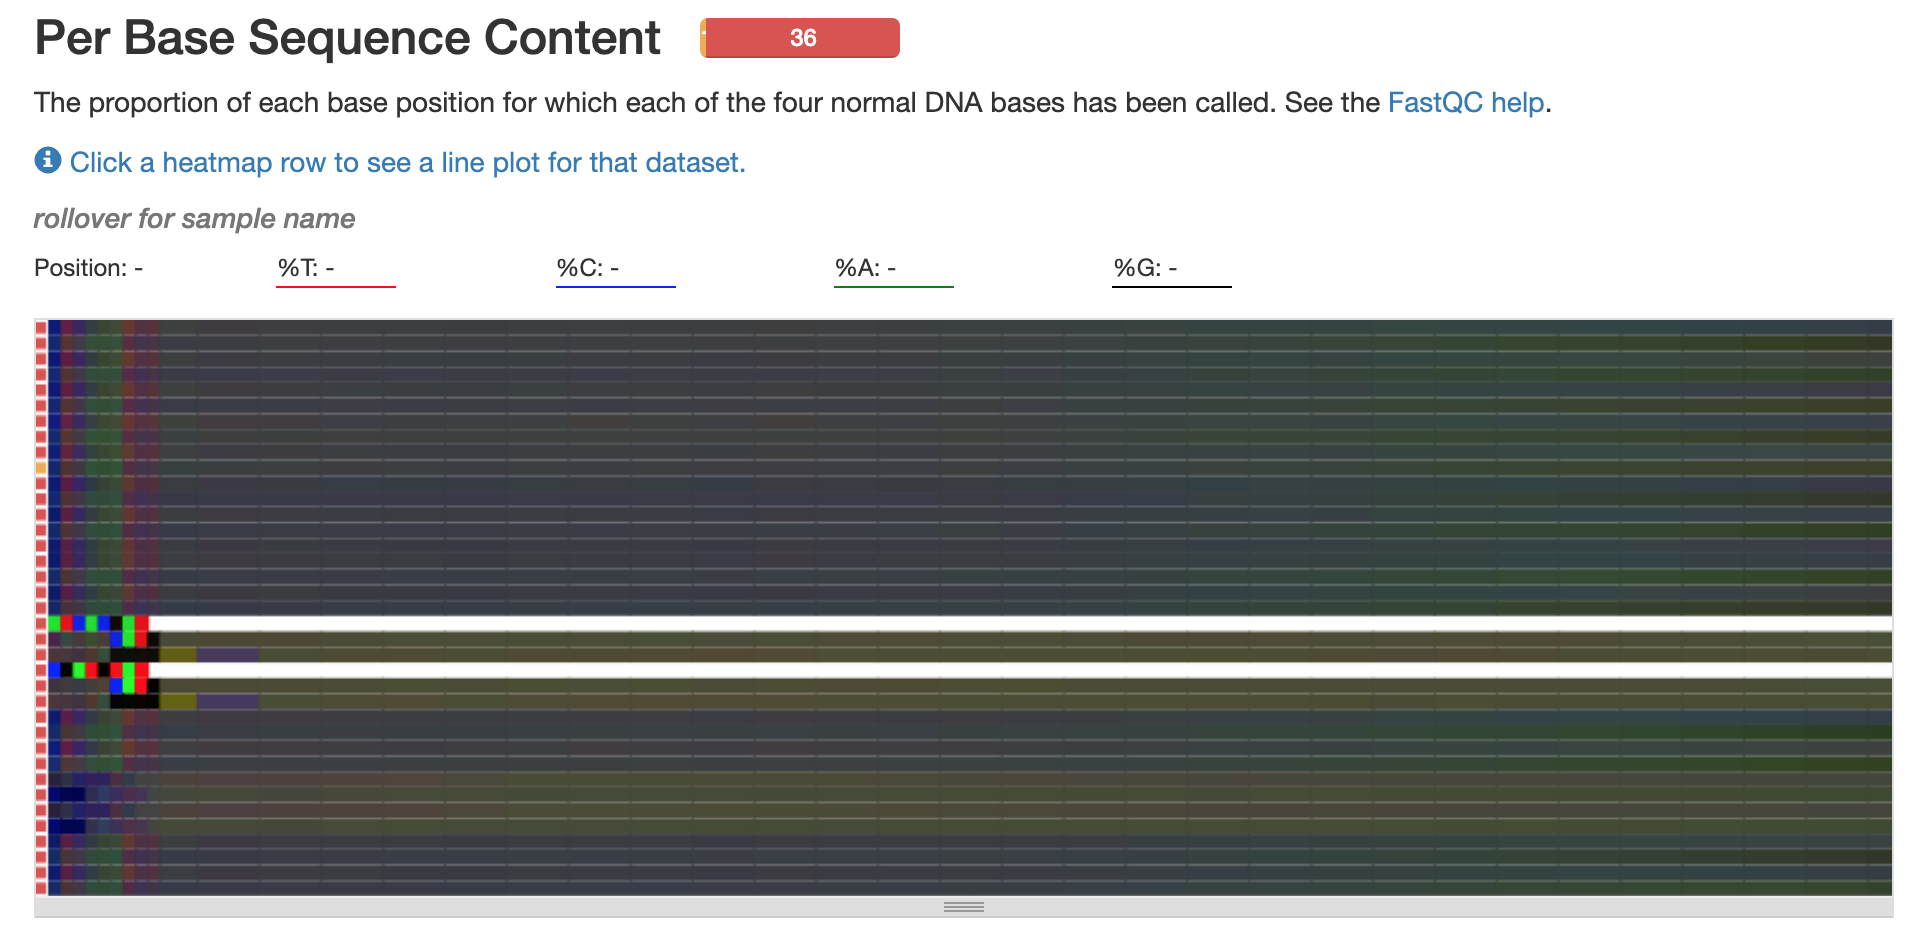 Per Base Sequence Content 36
The proportion of each base position for which each of the four normal DNA bases has been called. See the FastQC help.
Click a heatmap row to see a line plot for that dataset.
rollover for sample name
Position: - %T: - %C: - %A: - %G: -